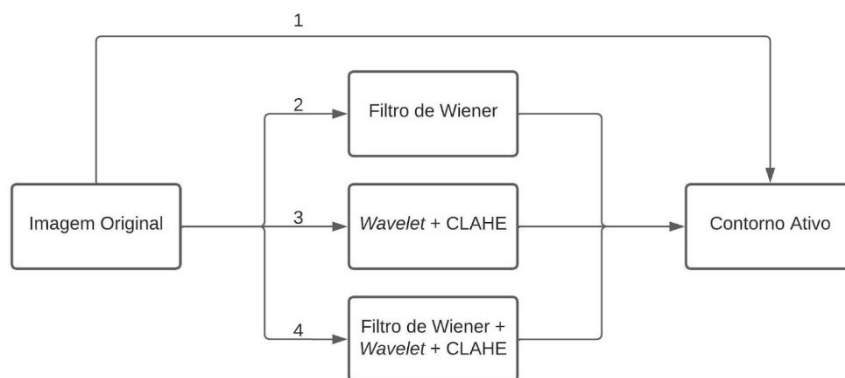 1
2
Filtro de Wiener
Imagem Original
3
Wavelet + CLAHE
Contorno Ativo
4
Filtro de Wiener +
Wavelet + CLAHE